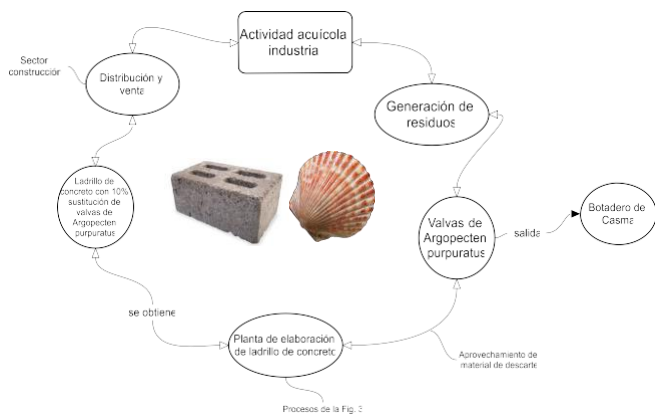 Actividad acuícola
industria
Sector
construcción
Distribución y
venta
Generación de
residuos
Ladrillo de
concreto con 10%
sustitución de
valvas de
Argopecten
purpuratus
Valvas de
Argopecten
purpuratus
salida
Botadero de
Casma
se obtiene
Planta de elaboración
de ladrillo de concreto
Aprovechamiento de
material de descarte
Procesos de la Fig. 3